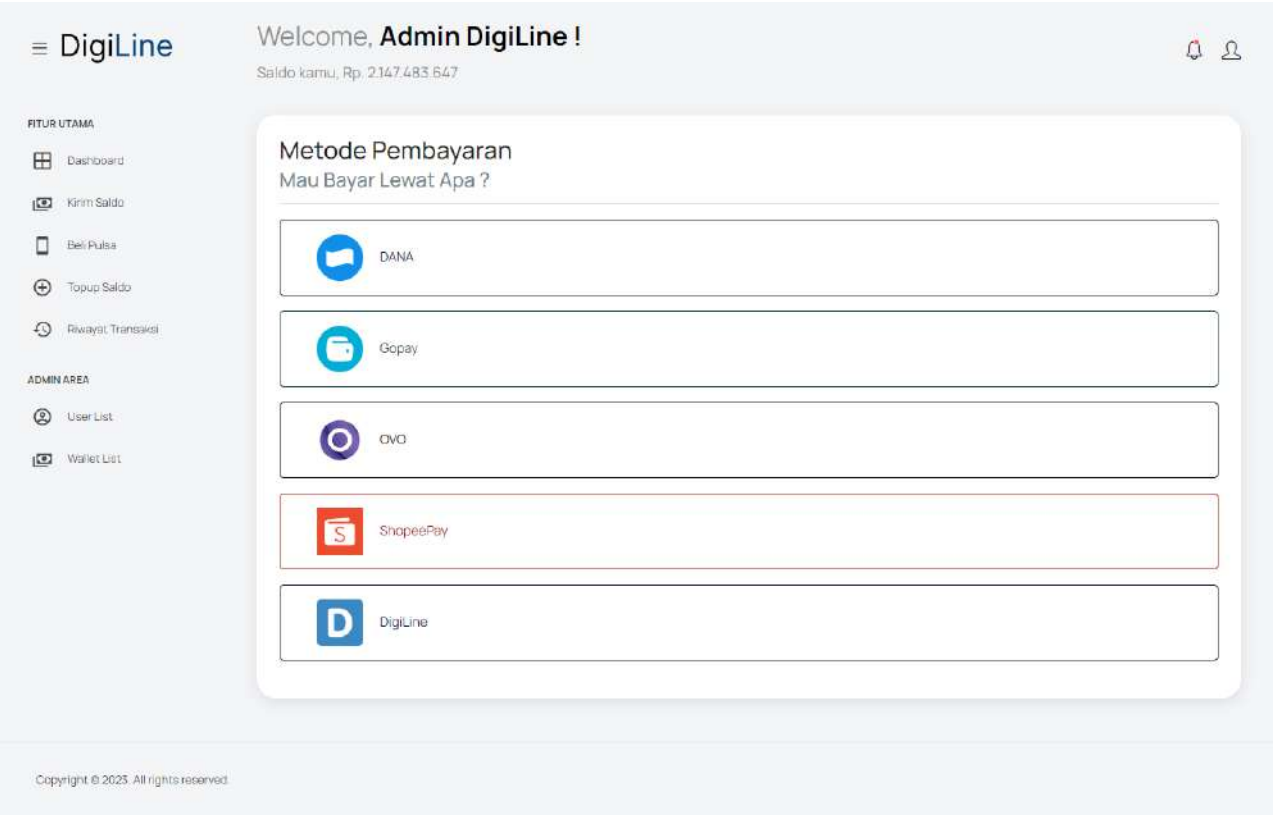 DigiLine
Welcome, Admin DigiLine !
Saldo kamu, Rp. 2.147.483.647
FITUR UTAMA
Dashboard
Kirim Saldo
Beli Pulsa
Topup Saldo
Riwayat Transaksi
ADMIN AREA
User List
Wallet List
Metode Pembayaran
Mau Bayar Lewat Apa ?
DANA
Gopay
OVO
S
ShopeePay
D
DigiLine
Copyright © 2023. All rights reserved.